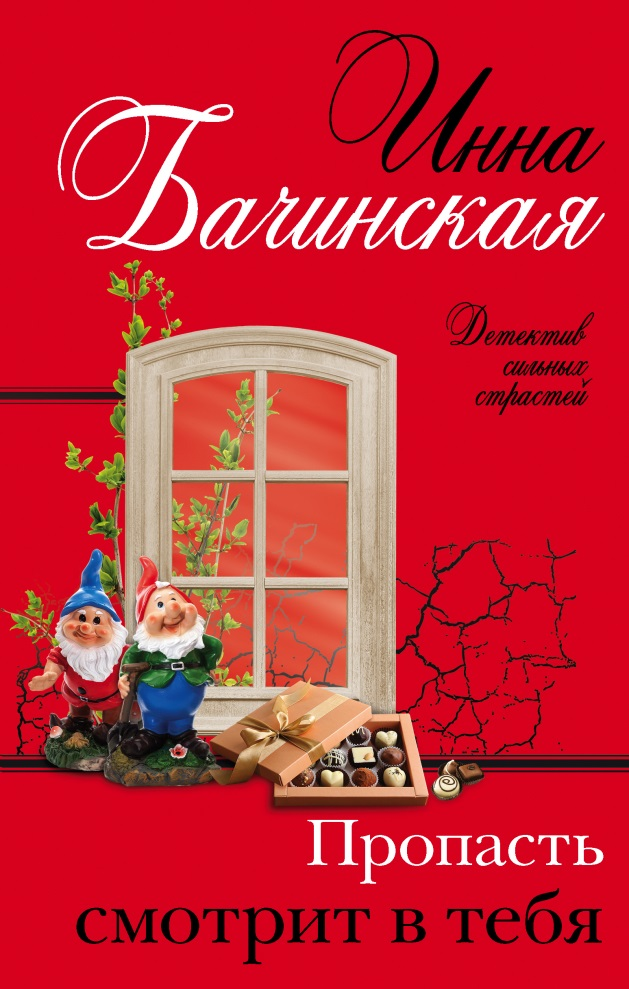 Инна
Бачинская
Детектив
сильных
страстей
Пропасть
смотрит в тебя